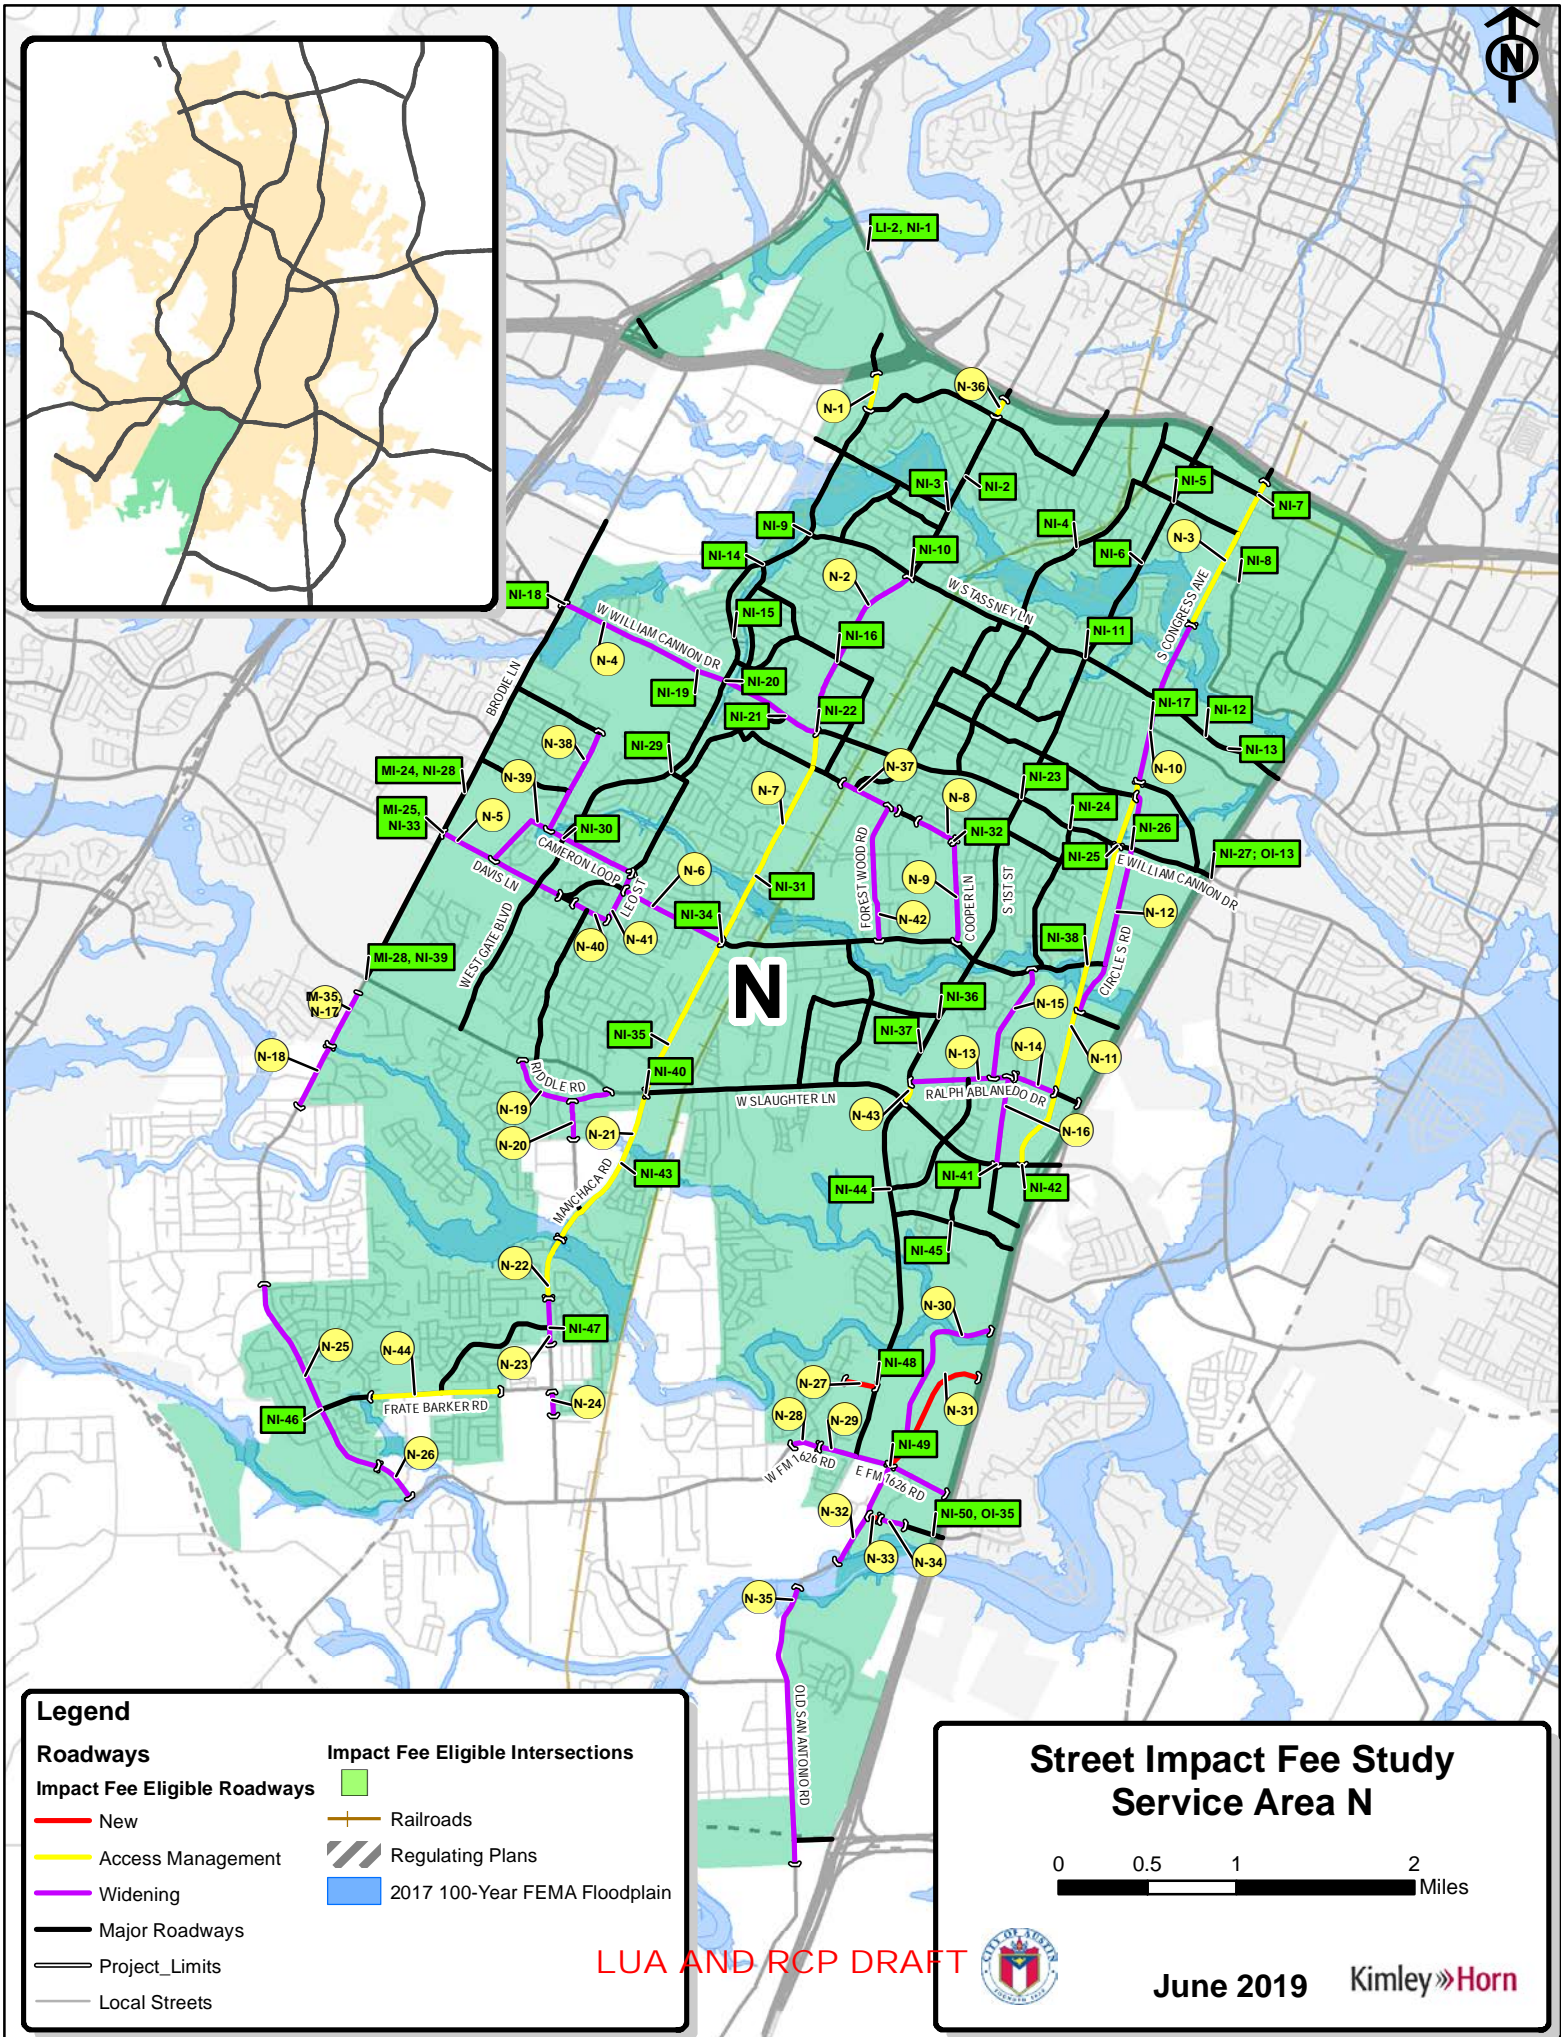 N
LI-2, NI-1
N-36
N-1
NI-3
NI-2
NI-5
NI-7
NI-9
NI-4
N-3
NI-14
NI-10
NI-6
NI-8
N-2
NI-18
W WILLIAM CANNON DR
NI-15
W STASSNEY LN
S CONGRESS AVE
NI-16
NI-11
N-4
BRODIE LN
NI-19
NI-20
NI-17
NI-12
NI-21
NI-22
N-38
NI-29
NI-13
MI-24, NI-28
N-39
N-37
N-10
NI-23
N-7
N-8
MI-25,
NI-33
N-5
NI-30
NI-24
NI-26
NI-32
CAMERON LOOP
FOREST WOOD RD
NI-25
E WILLIAM CANNON DR
NI-27; OI-13
DAVIS LN
N-6
NI-31
N-9
S 1ST ST
LEO ST
COOPER LN
N-12
WEST GATE BLVD
NI-34
N-42
N-40
N-41
NI-38
CIRCLE S RD
MI-28, NI-39
N
M-35,
N-17
NI-36
N-15
NI-35
NI-37
N-18
N-13
N-14
N-11
RIDDLE RD
NI-40
W SLAUGHTER LN
RALPH ABLANEDO DR
N-19
N-43
N-20
N-21
N-16
MANCHACA RD
NI-43
NI-41
NI-44
NI-42
NI-45
N-22
N-30
N-25
N-44
NI-47
N-23
NI-48
N-27
FRATE BARKER RD
N-24
N-31
NI-46
N-28
N-29
NI-49
N-26
W FM 1626 RD
E FM 1626 RD
N-32
NI-50, OI-35
N-33
N-34
N-35
OLD SAN ANTONIO RD
Legend
Roadways
Impact Fee Eligible Roadways
New
Access Management
Widening
Major Roadways
Project_Limits
Local Streets
Impact Fee Eligible Intersections
Railroads
Regulating Plans
2017 100-Year FEMA Floodplain
LUA AND RCP DRAFT
Street Impact Fee Study
Service Area N
0 0.5 1 2
Miles
CITY OF AUSTIN
FOUNDED 1839
June 2019
Kimley»Horn